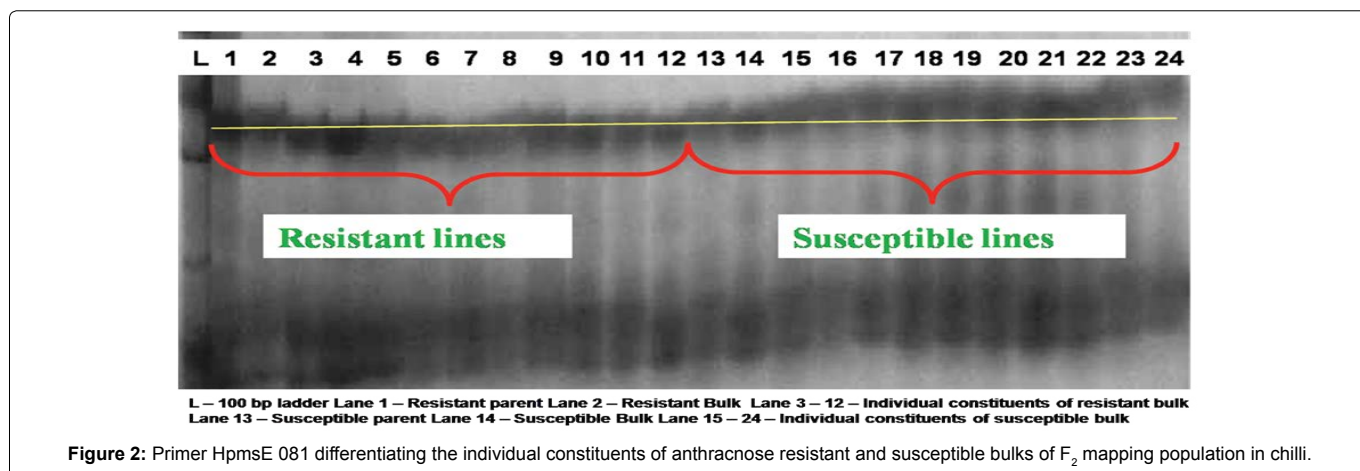 L 1 2 3 4 5 6 7 8 9 10 11 12 13 14 15 16 17 18 19 20 21 22 23 24
Resistant lines Susceptible lines
L – 100 bp ladder Lane 1 – Resistant parent Lane 2 – Resistant Bulk Lane 3 – 12 – Individual constituents of resistant bulk
Lane 13 – Susceptible parent Lane 14 – Susceptible Bulk Lane 15 – 24 – Individual constituents of susceptible bulk
Figure 2: Primer HpmsE 081 differentiating the individual constituents of anthracnose resistant and susceptible bulks of F₂ mapping population in chilli.